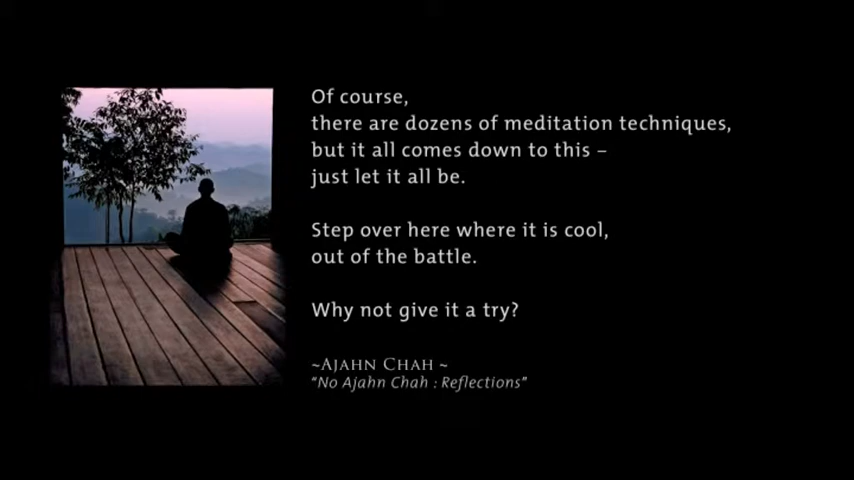 Of course,
there are dozens of meditation techniques,
but it all comes down to this –
just let it all be.
Step over here where it is cool,
out of the battle.
Why not give it a try?
~Ajahn Chah ~
"No Ajahn Chah : Reflections"